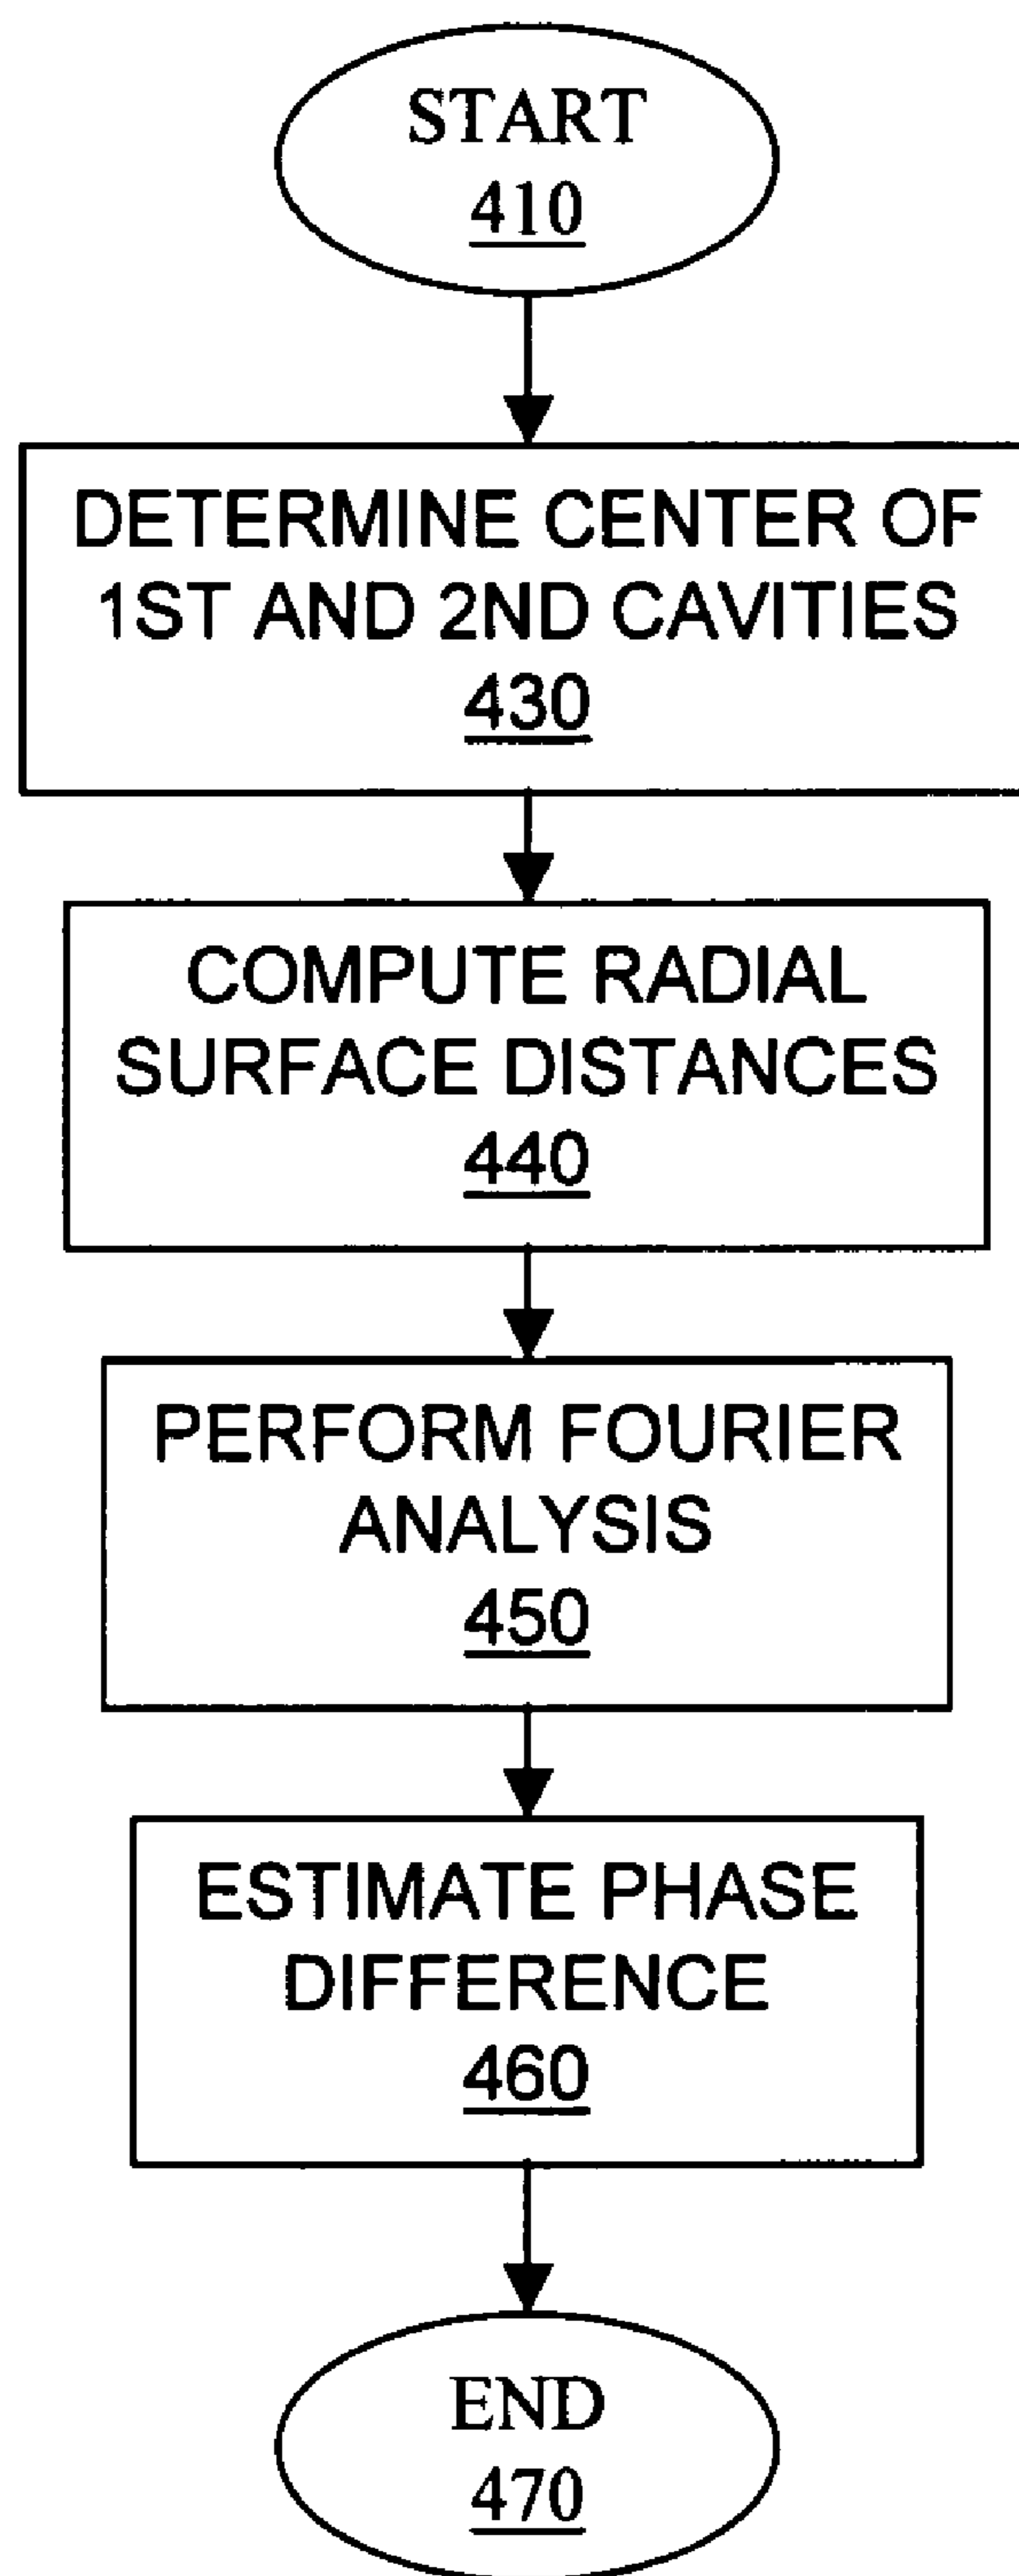 START
410
DETERMINE CENTER OF
1ST AND 2ND CAVITIES
430
COMPUTE RADIAL
SURFACE DISTANCES
440
PERFORM FOURIER
ANALYSIS
450
ESTIMATE PHASE
DIFFERENCE
460
END
470